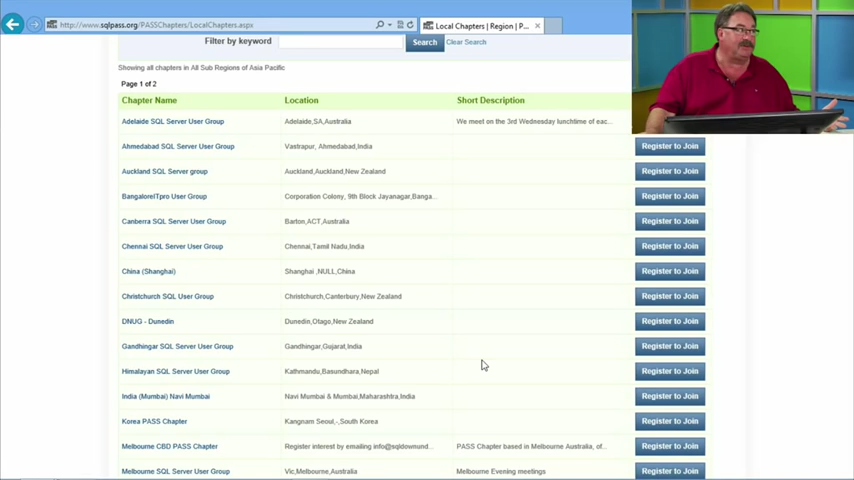 http://www.sqlpass.org/PASSChapters/LocalChapters.aspx
Local Chapters | Region | P...
Filter by keyword Search Clear Search
Showing all chapters in All Sub Regions of Asia Pacific
Page 1 of 2
Chapter Name Location Short Description
Adelaide SQL Server User Group Adelaide,SA,Australia We meet on the 3rd Wednesday lunchtime of eac...
Ahmedabad SQL Server User Group Vastrapur, Ahmedabad,India Register to Join
Auckland SQL Server group Auckland,Auckland,New Zealand Register to Join
BangaloreITpro User Group Corporation Colony, 9th Block Jayanagar,Banga... Register to Join
Canberra SQL Server User Group Barton,ACT,Australia Register to Join
Chennai SQL Server User Group Chennai,Tamil Nadu,India Register to Join
China (Shanghai) Shanghai ,NULL,China Register to Join
Christchurch SQL User Group Christchurch,Canterbury,New Zealand Register to Join
DNUG - Dunedin Dunedin,Otago,New Zealand Register to Join
Gandhingar SQL Server User Group Gandhingar,Gujarat,India Register to Join
Himalayan SQL Server User Group Kathmandu,Basundhara,Nepal Register to Join
India (Mumbai) Navi Mumbai Navi Mumbai & Mumbai,Maharashtra,India Register to Join
Korea PASS Chapter Kangnam Seoul,-,South Korea Register to Join
Melbourne CBD PASS Chapter Register interest by emailing info@sqldownund... PASS Chapter based in Melbourne Australia, of... Register to Join
Melbourne SQL Server User Group Vic,Melbourne,Australia Melbourne Evening meetings Register to Join